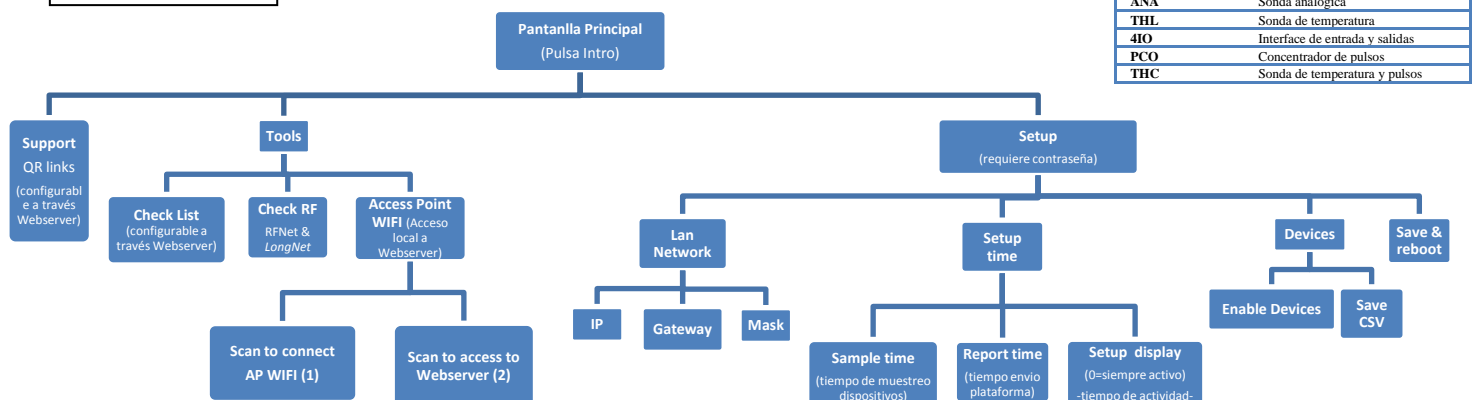 ANA Sonda analógica
THL Sonda de temperatura
4IO Interface de entrada y salidas
PCO Concentrador de pulsos
THC Sonda de temperatura y pulsos
Pantanlla Principal
(Pulsa Intro)
Support
QR links
(configurabl
e a través
Webserver)
Tools
Setup
(requiere contraseña)
Check List
(configurable a
través Webserver)
Check RF
RFNet &
LongNet
Access Point
WIFI (Acceso
local a
Webserver)
Lan
Network
Setup
time
Devices
Save &
reboot
Scan to connect
AP WIFI (1)
Scan to access to
Webserver (2)
IP
Gateway
Mask
Sample time
(tiempo de muestreo
dispositivos)
Report time
(tiempo envio
plataforma)
Setup display
(0=siempre activo)
-tiempo de actividad-
Enable Devices
Save
CSV